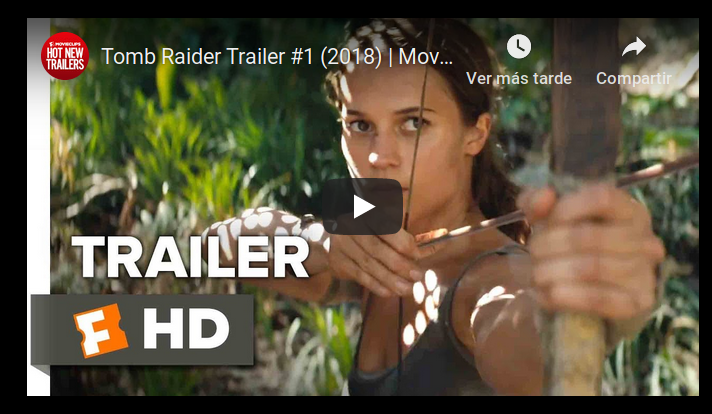 MOVIECLIPS
HOT NEW
TRAILERS
Tomb Raider Trailer #1 (2018) | Mov...
Ver más tarde
Compartir
TRAILER
F HD